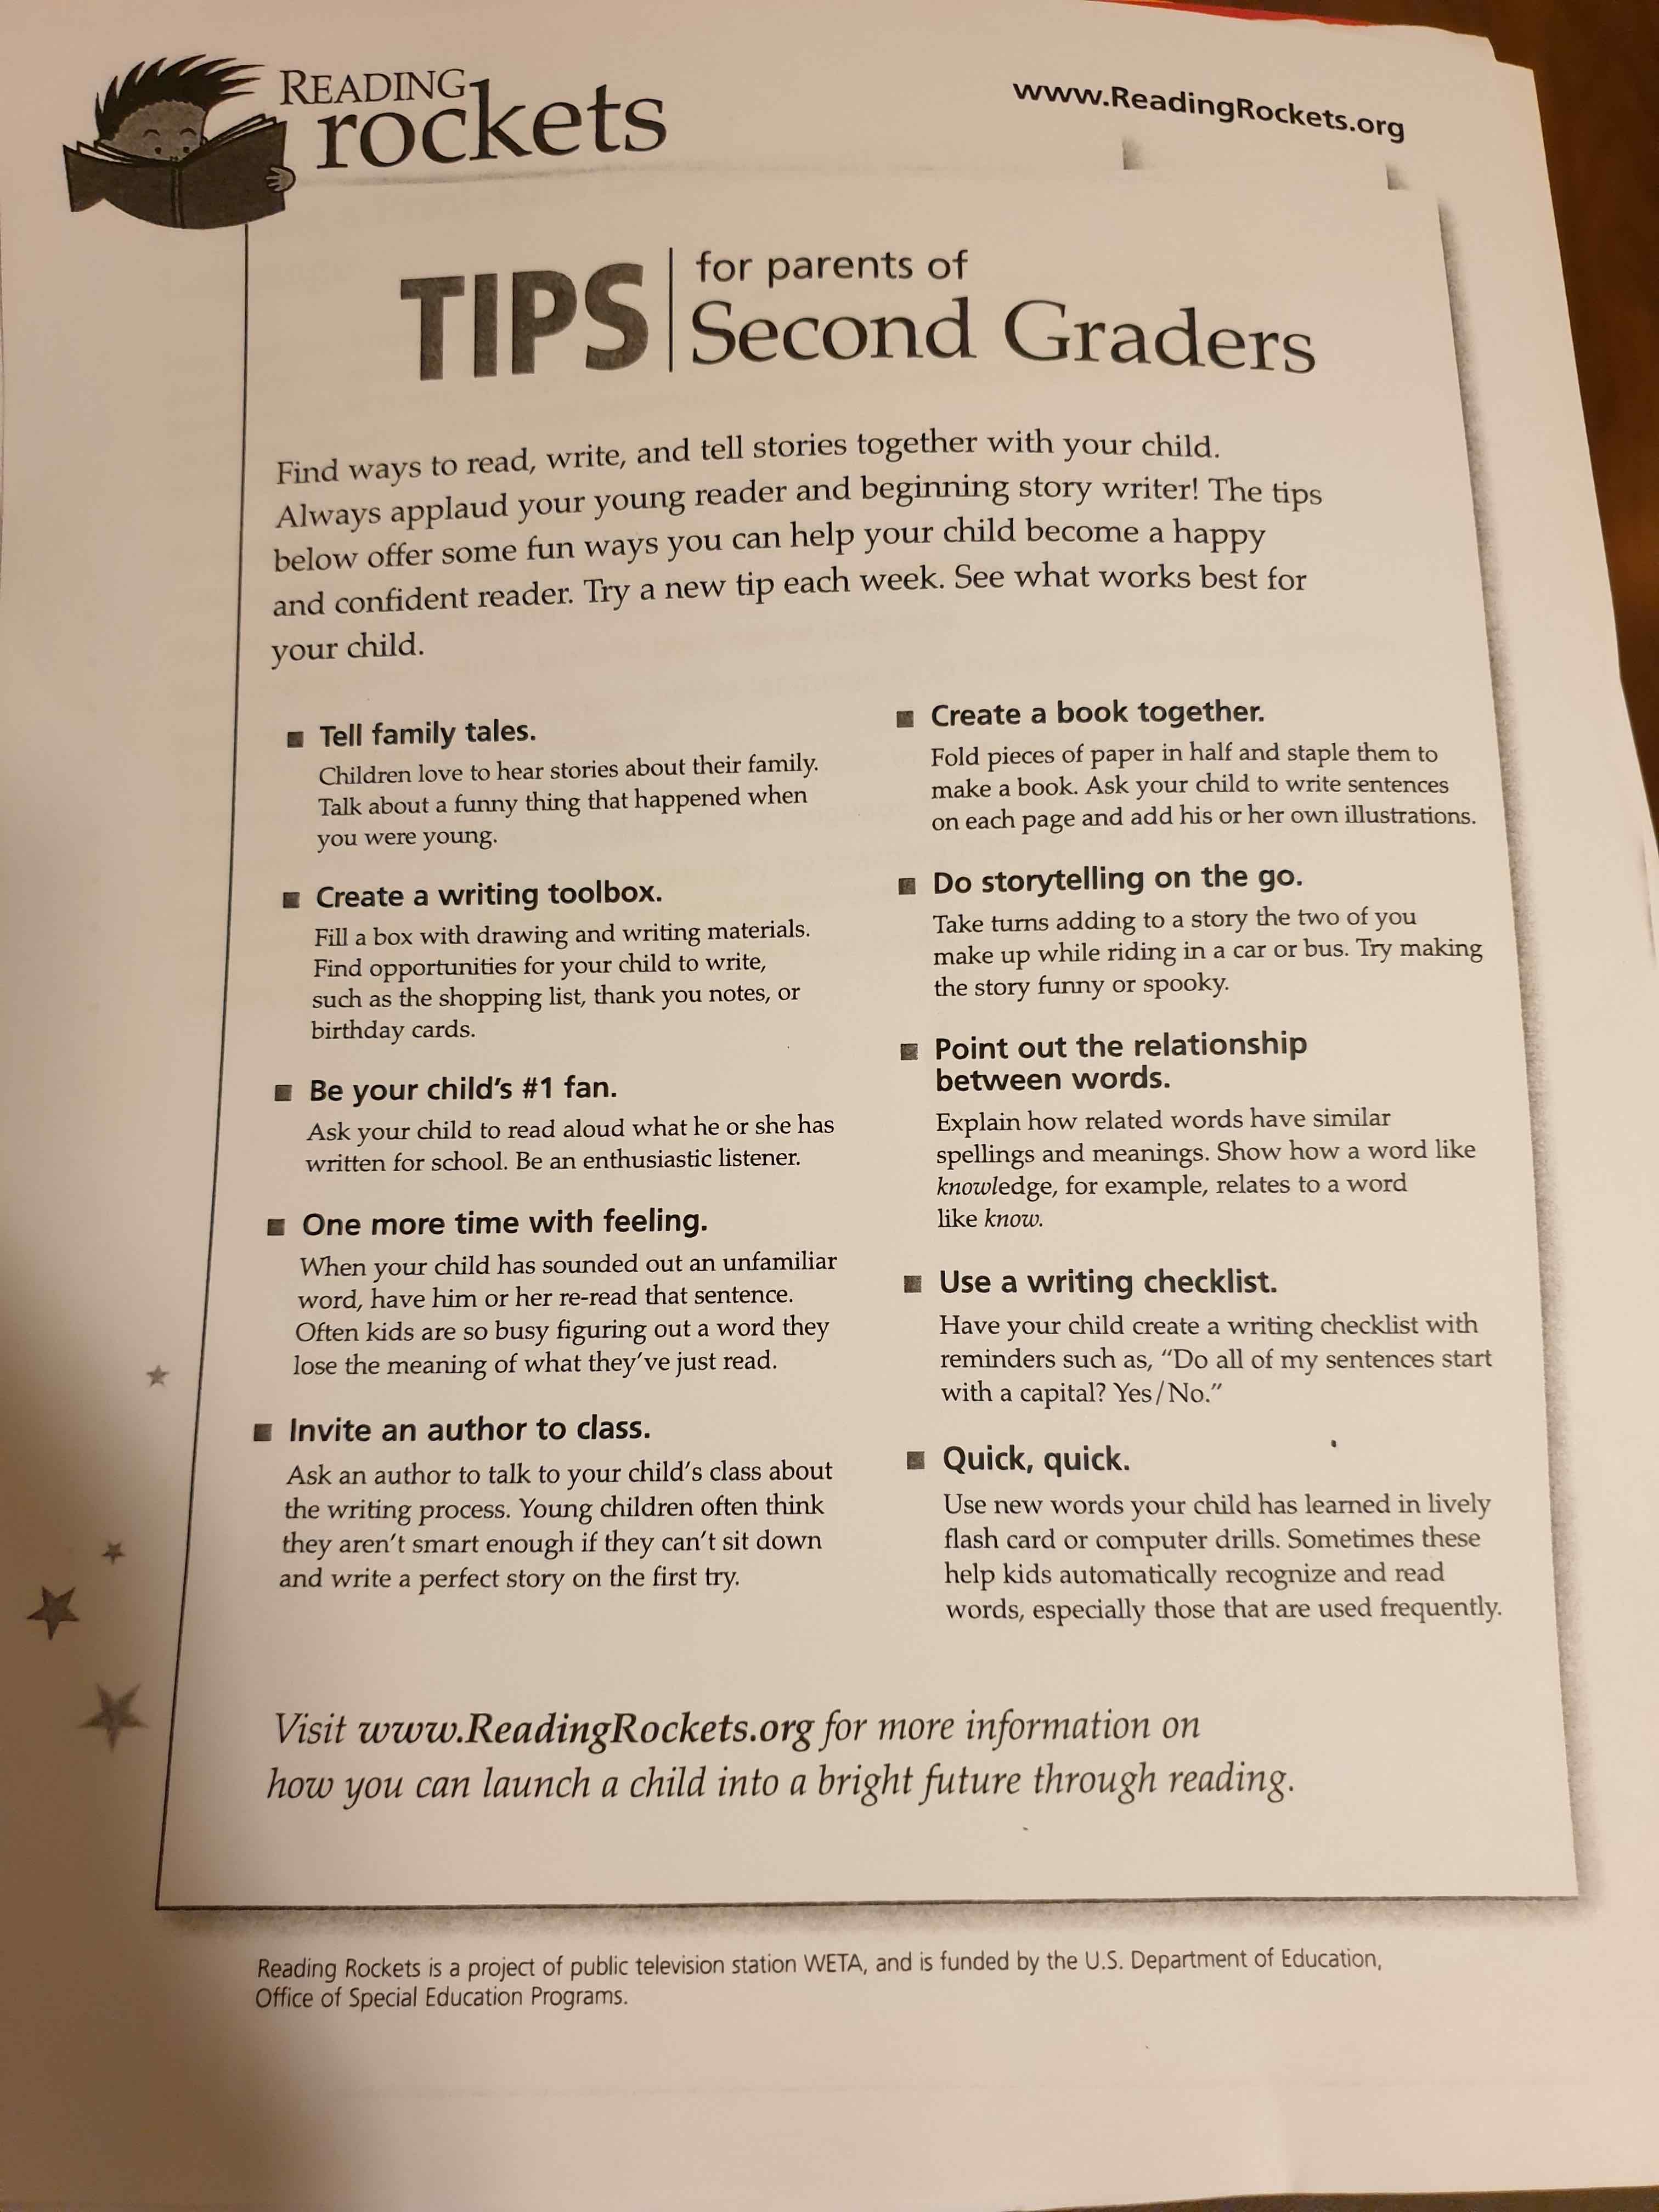 READING
rockets
www.ReadingRockets.org
TIPS
for parents of
Second Graders
Find ways to read, write, and tell stories together with your child.
Always applaud your young reader and beginning story writer! The tips
below offer some fun ways you can help your child become a happy
and confident reader. Try a new tip each week. See what works best for
your child.
Tell family tales.
Children love to hear stories about their family.
Talk about a funny thing that happened when
you were young.
Create a writing toolbox.
Fill a box with drawing and writing materials.
Find opportunities for your child to write,
such as the shopping list, thank you notes, or
birthday cards.
Be your child's #1 fan.
Ask your child to read aloud what he or she has
written for school. Be an enthusiastic listener.
One more time with feeling.
When your child has sounded out an unfamiliar
word, have him or her re-read that sentence.
Often kids are so busy figuring out a word they
lose the meaning of what they've just read.
Invite an author to class.
Ask an author to talk to your child's class about
the writing process. Young children often think
they aren't smart enough if they can't sit down
and write a perfect story on the first try.
Create a book together.
Fold pieces of paper in half and staple them to
make a book. Ask your child to write sentences
on each page and add his or her own illustrations.
Do storytelling on the go.
Take turns adding to a story the two of you
make up while riding in a car or bus. Try making
the story funny or spooky.
Point out the relationship
between words.
Explain how related words have similar
spellings and meanings. Show how a word like
knowledge, for example, relates to a word
like know.
Use a writing checklist.
Have your child create a writing checklist with
reminders such as, "Do all of my sentences start
with a capital? Yes/No."
Quick, quick.
Use new words your child has learned in lively
flash card or computer drills. Sometimes these
help kids automatically recognize and read
words, especially those that are used frequently.
Visit www.ReadingRockets.org for more information on
how you can launch a child into a bright future through reading.
Reading Rockets is a project of public television station WETA, and is funded by the U.S. Department of Education,
Office of Special Education Programs.